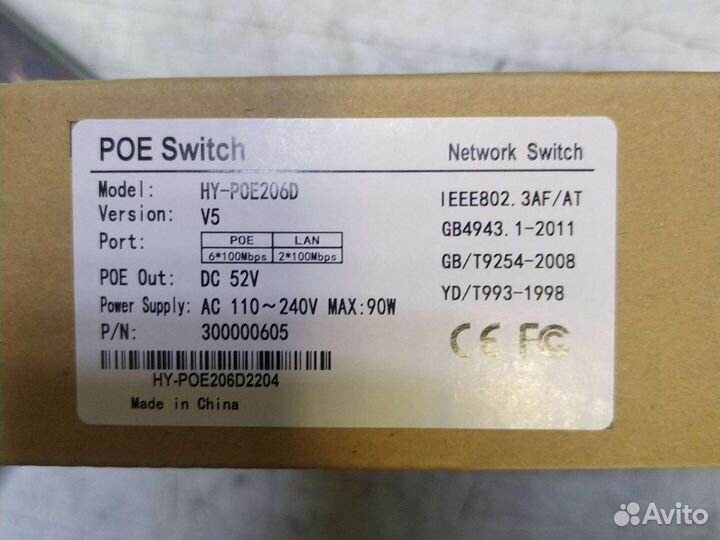 POE Switch
Network Switch
Model: HY-POE206D
Version: V5
Port: POE LAN
6*100Mbps 2*100Mbps
POE Out: DC 52V
Power Supply: AC 110~240V MAX:90W
P/N: 300000605
IEEE802.3AF/AT
GB4943.1-2011
GB/T9254-2008
YD/T993-1998
CE FC
HY-POE206D2204
Made in China
Avito